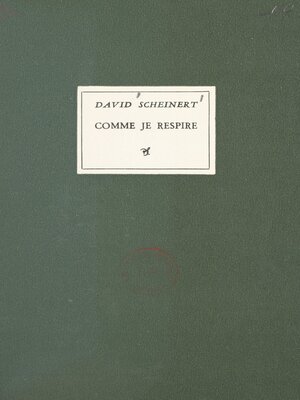 DAVID SCHEINERT
COMME JE RESPIRE